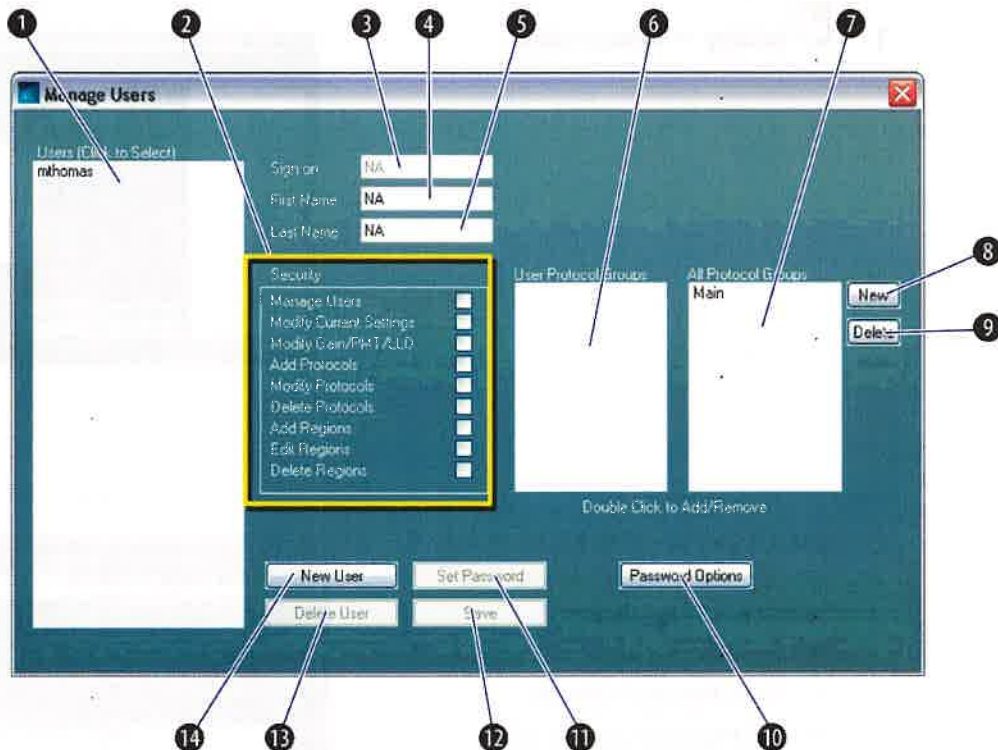 1 2 3 4 5 6 7
Manage Users
Users (Click to Select)
mthomas
Sign on NA
First Name NA
Last Name NA
Security
Manage Users
Modify Current Settings
Modify Gain/PMT/LLD
Add Protocols
Modify Protocols
Delete Protocols
Add Regions
Edit Regions
Delete Regions
User Protocol Groups
All Protocol Groups
Main
New
8
Delete
9
Double Click to Add/Remove
New User Set Password Password Options
Delete User Save
14 13 12 11 10